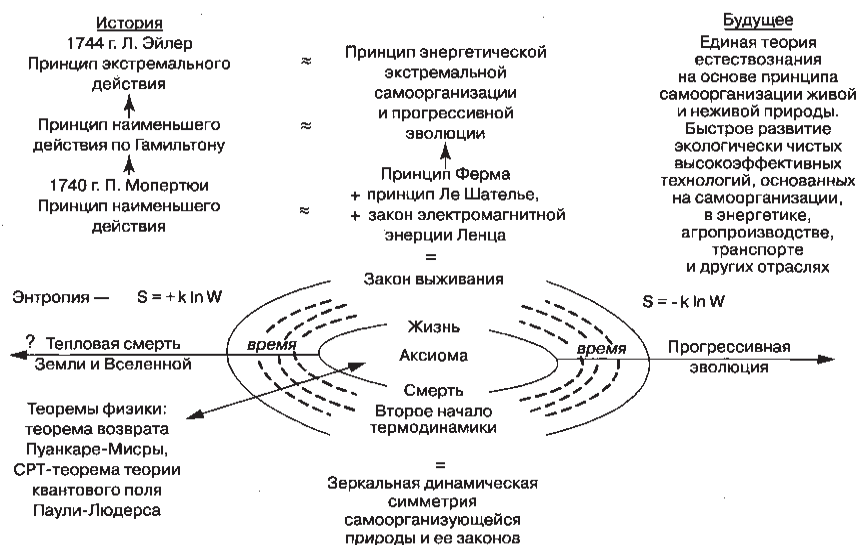 История
1744 г. Л. Эйлер
Принцип экстремального
действия
Принцип наименьшего
действия по Гамильтону
1740 г. П. Мопертюи
Принцип наименьшего
действия
≈
≈
≈
Принцип энергетической
экстремальной
самоорганизации
и прогрессивной
эволюции
Принцип Ферма
+ принцип Ле Шателье,
+ закон электромагнитной
энерции Ленца
=
Закон выживания
Будущее
Единая теория
естествознания
на основе принципа
самоорганизации живой
и неживой природы.
Быстрое развитие
экологически чистых
высокоэффективных
технологий, основанных
на самоорганизации,
в энергетике,
агропроизводстве,
транспорте
и других отраслях
Энтропия — S = + k ln W
S = - k ln W
? Тепловая смерть
Земли и Вселенной
время
Жизнь
Аксиома
Смерть
Второе начало
термодинамики
время
Прогрессивная
эволюция
Теоремы физики:
теорема возврата
Пуанкаре-Мисры,
СРТ-теорема теории
квантового поля
Паули-Людерса
=
Зеркальная динамическая
симметрия
самоорганизующейся
природы и ее законов